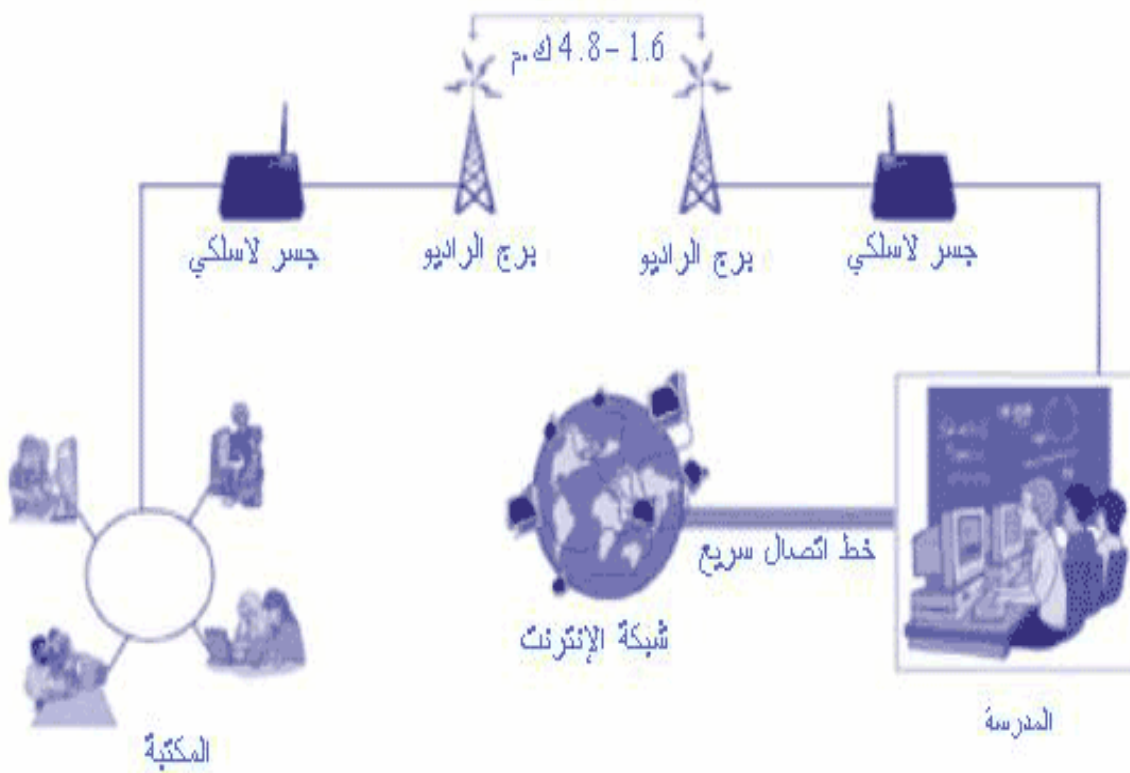 1.6 – 4.8 ك.م
جسر لاسلكي
برج الراديو
برج الراديو
جسر لاسلكي
خط اتصال سريع
شبكة الإنترنت
المدرسة
المكتبة